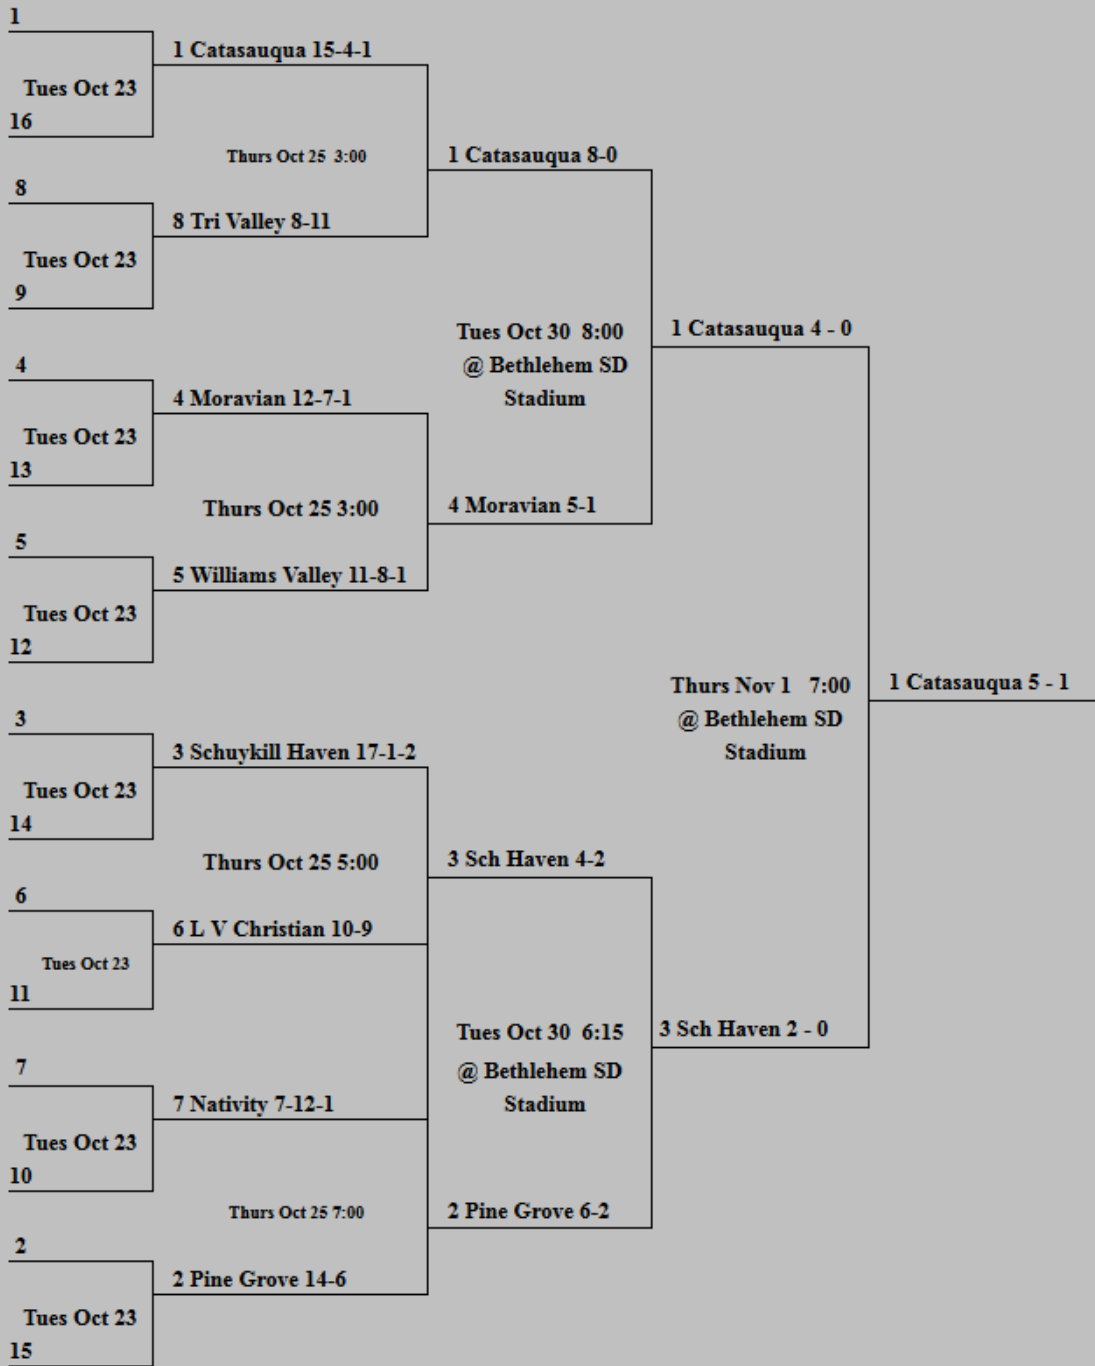 1
1 Catasauqua 15-4-1
Tues Oct 23
16
Thurs Oct 25 3:00
1 Catasauqua 8-0
8
8 Tri Valley 8-11
Tues Oct 23
9
Tues Oct 30 8:00
@ Bethlehem SD
Stadium
1 Catasauqua 4 - 0
4
4 Moravian 12-7-1
Tues Oct 23
13
Thurs Oct 25 3:00
4 Moravian 5-1
5
5 Williams Valley 11-8-1
Tues Oct 23
12
Thurs Nov 1 7:00
@ Bethlehem SD
Stadium
1 Catasauqua 5 - 1
3
3 Schuykill Haven 17-1-2
Tues Oct 23
14
Thurs Oct 25 5:00
3 Sch Haven 4-2
6
6 L V Christian 10-9
Tues Oct 23
11
Tues Oct 30 6:15
@ Bethlehem SD
Stadium
3 Sch Haven 2 - 0
7
7 Nativity 7-12-1
Tues Oct 23
10
Thurs Oct 25 7:00
2 Pine Grove 6-2
2
2 Pine Grove 14-6
Tues Oct 23
15